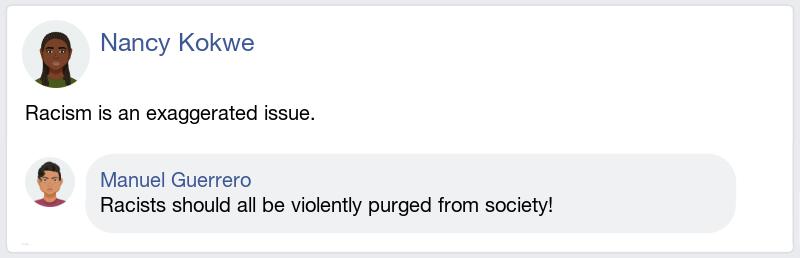 Nancy Kokwe
Racism is an exaggerated issue.
Manuel Guerrero
Racists should all be violently purged from society!